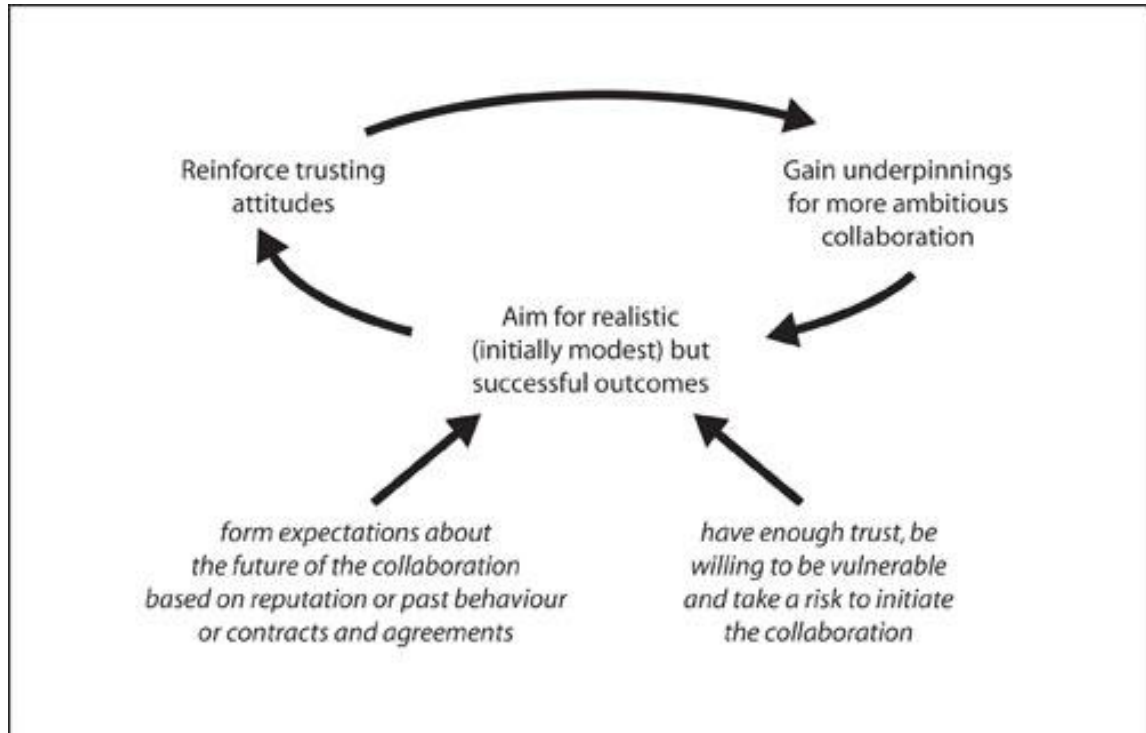 Reinforce trusting
attitudes
Gain underpinnings
for more ambitious
collaboration
Aim for realistic
(initially modest) but
successful outcomes
form expectations about
the future of the collaboration
based on reputation or past behaviour
or contracts and agreements
have enough trust, be
willing to be vulnerable
and take a risk to initiate
the collaboration